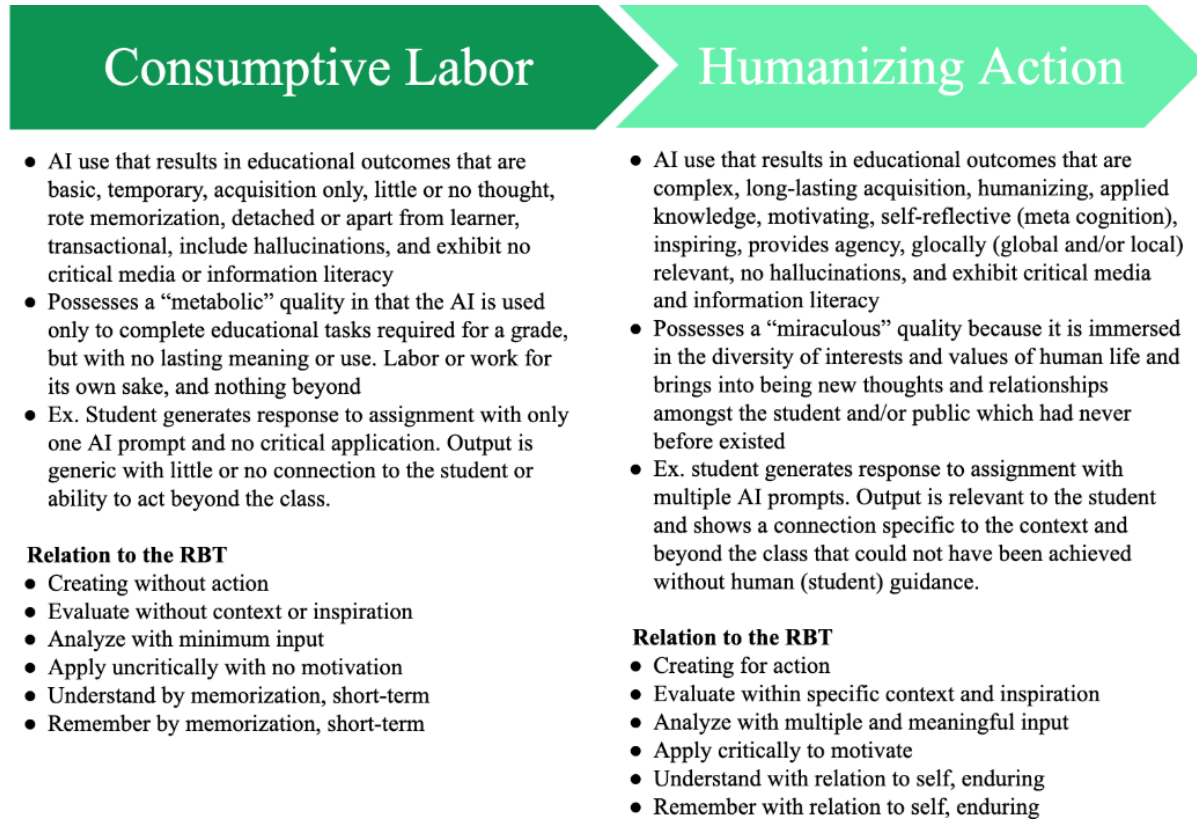 Consumptive Labor
● AI use that results in educational outcomes that are
basic, temporary, acquisition only, little or no thought,
rote memorization, detached or apart from learner,
transactional, include hallucinations, and exhibit no
critical media or information literacy
● Possesses a “metabolic” quality in that the AI is used
only to complete educational tasks required for a grade,
but with no lasting meaning or use. Labor or work for
its own sake, and nothing beyond
● Ex. Student generates response to assignment with only
one AI prompt and no critical application. Output is
generic with little or no connection to the student or
ability to act beyond the class.
Relation to the RBT
● Creating without action
● Evaluate without context or inspiration
● Analyze with minimum input
● Apply uncritically with no motivation
● Understand by memorization, short-term
● Remember by memorization, short-term
Humanizing Action
● AI use that results in educational outcomes that are
complex, long-lasting acquisition, humanizing, applied
knowledge, motivating, self-reflective (meta cognition),
inspiring, provides agency, glocally (global and/or local)
relevant, no hallucinations, and exhibit critical media
and information literacy
● Possesses a “miraculous” quality because it is immersed
in the diversity of interests and values of human life and
brings into being new thoughts and relationships
amongst the student and/or public which had never
before existed
● Ex. student generates response to assignment with
multiple AI prompts. Output is relevant to the student
and shows a connection specific to the context and
beyond the class that could not have been achieved
without human (student) guidance.
Relation to the RBT
● Creating for action
● Evaluate within specific context and inspiration
● Analyze with multiple and meaningful input
● Apply critically to motivate
● Understand with relation to self, enduring
● Remember with relation to self, enduring